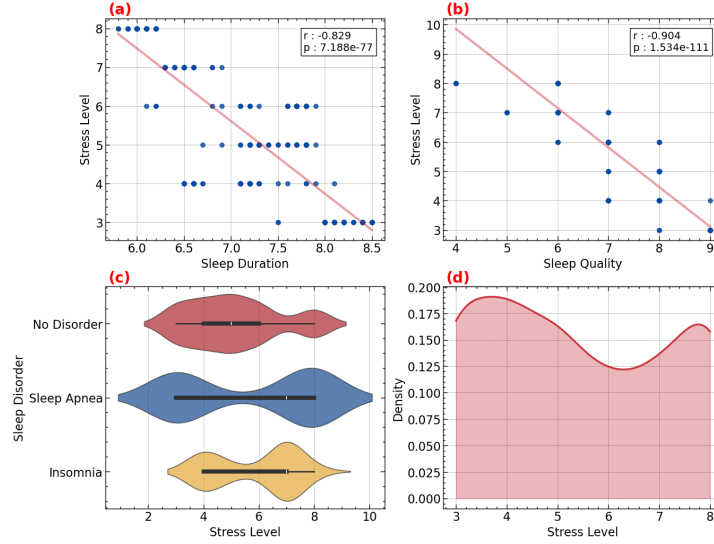 (a)
r : -0.829
p : 7.188e-77
Stress Level
8
7
6
5
4
3
6.0 6.5 7.0 7.5 8.0 8.5
Sleep Duration
(b)
r : -0.904
p : 1.534e-111
Stress Level
10
9
8
7
6
5
4
3
4 5 6 7 8 9
Sleep Quality
(c)
Sleep Disorder
No Disorder
Sleep Apnea
Insomnia
2 4 6 8 10
Stress Level
(d)
Density
0.200
0.175
0.150
0.125
0.100
0.075
0.050
0.025
0.000
3 4 5 6 7 8
Stress Level